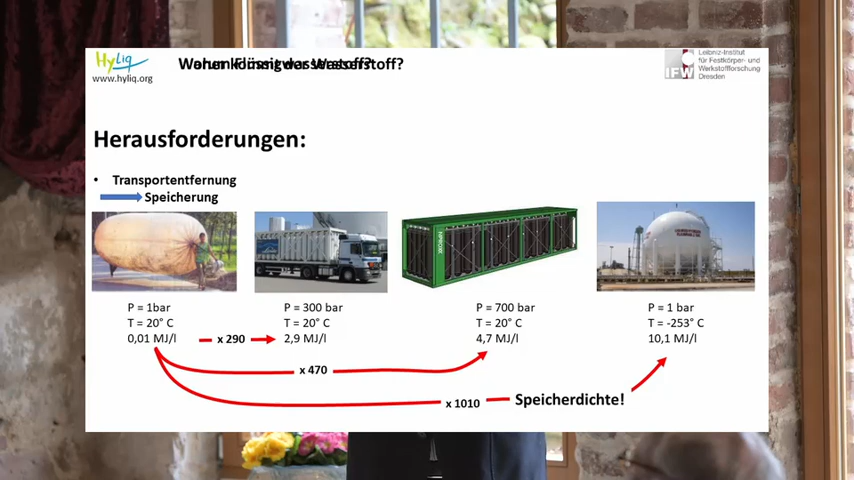 HyLiq
www.hyliq.org
Leibniz-Institut
für Festkörper- und
Werkstoffforschung
Dresden
IFW
Herausforderungen:
• Transportentfernung
Speicherung
P = 1bar
T = 20° C
0,01 MJ/l
x 290
P = 300 bar
T = 20° C
2,9 MJ/l
P = 700 bar
T = 20° C
4,7 MJ/l
P = 1 bar
T = -253° C
10,1 MJ/l
x 470
x 1010
Speicherdichte!